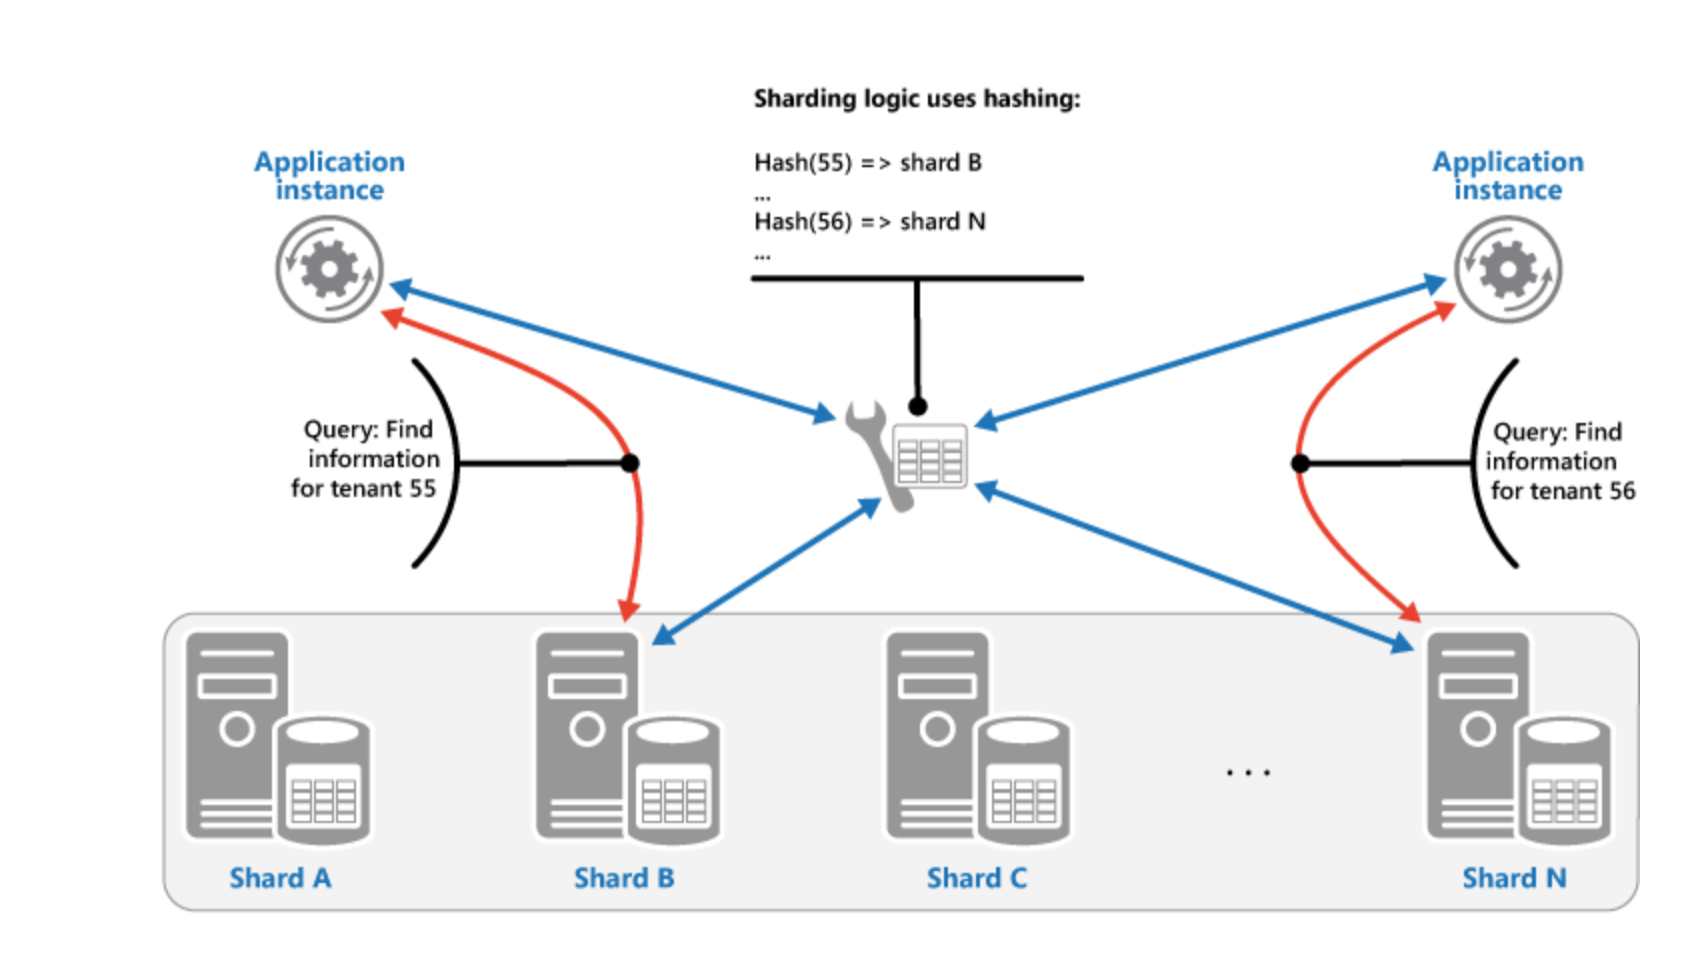 Sharding logic uses hashing:
Hash(55) => shard B
...
Hash(56) => shard N
...
Application
instance
Application
instance
Query: Find
information
for tenant 55
Query: Find
information
for tenant 56
. . .
Shard A
Shard B
Shard C
Shard N